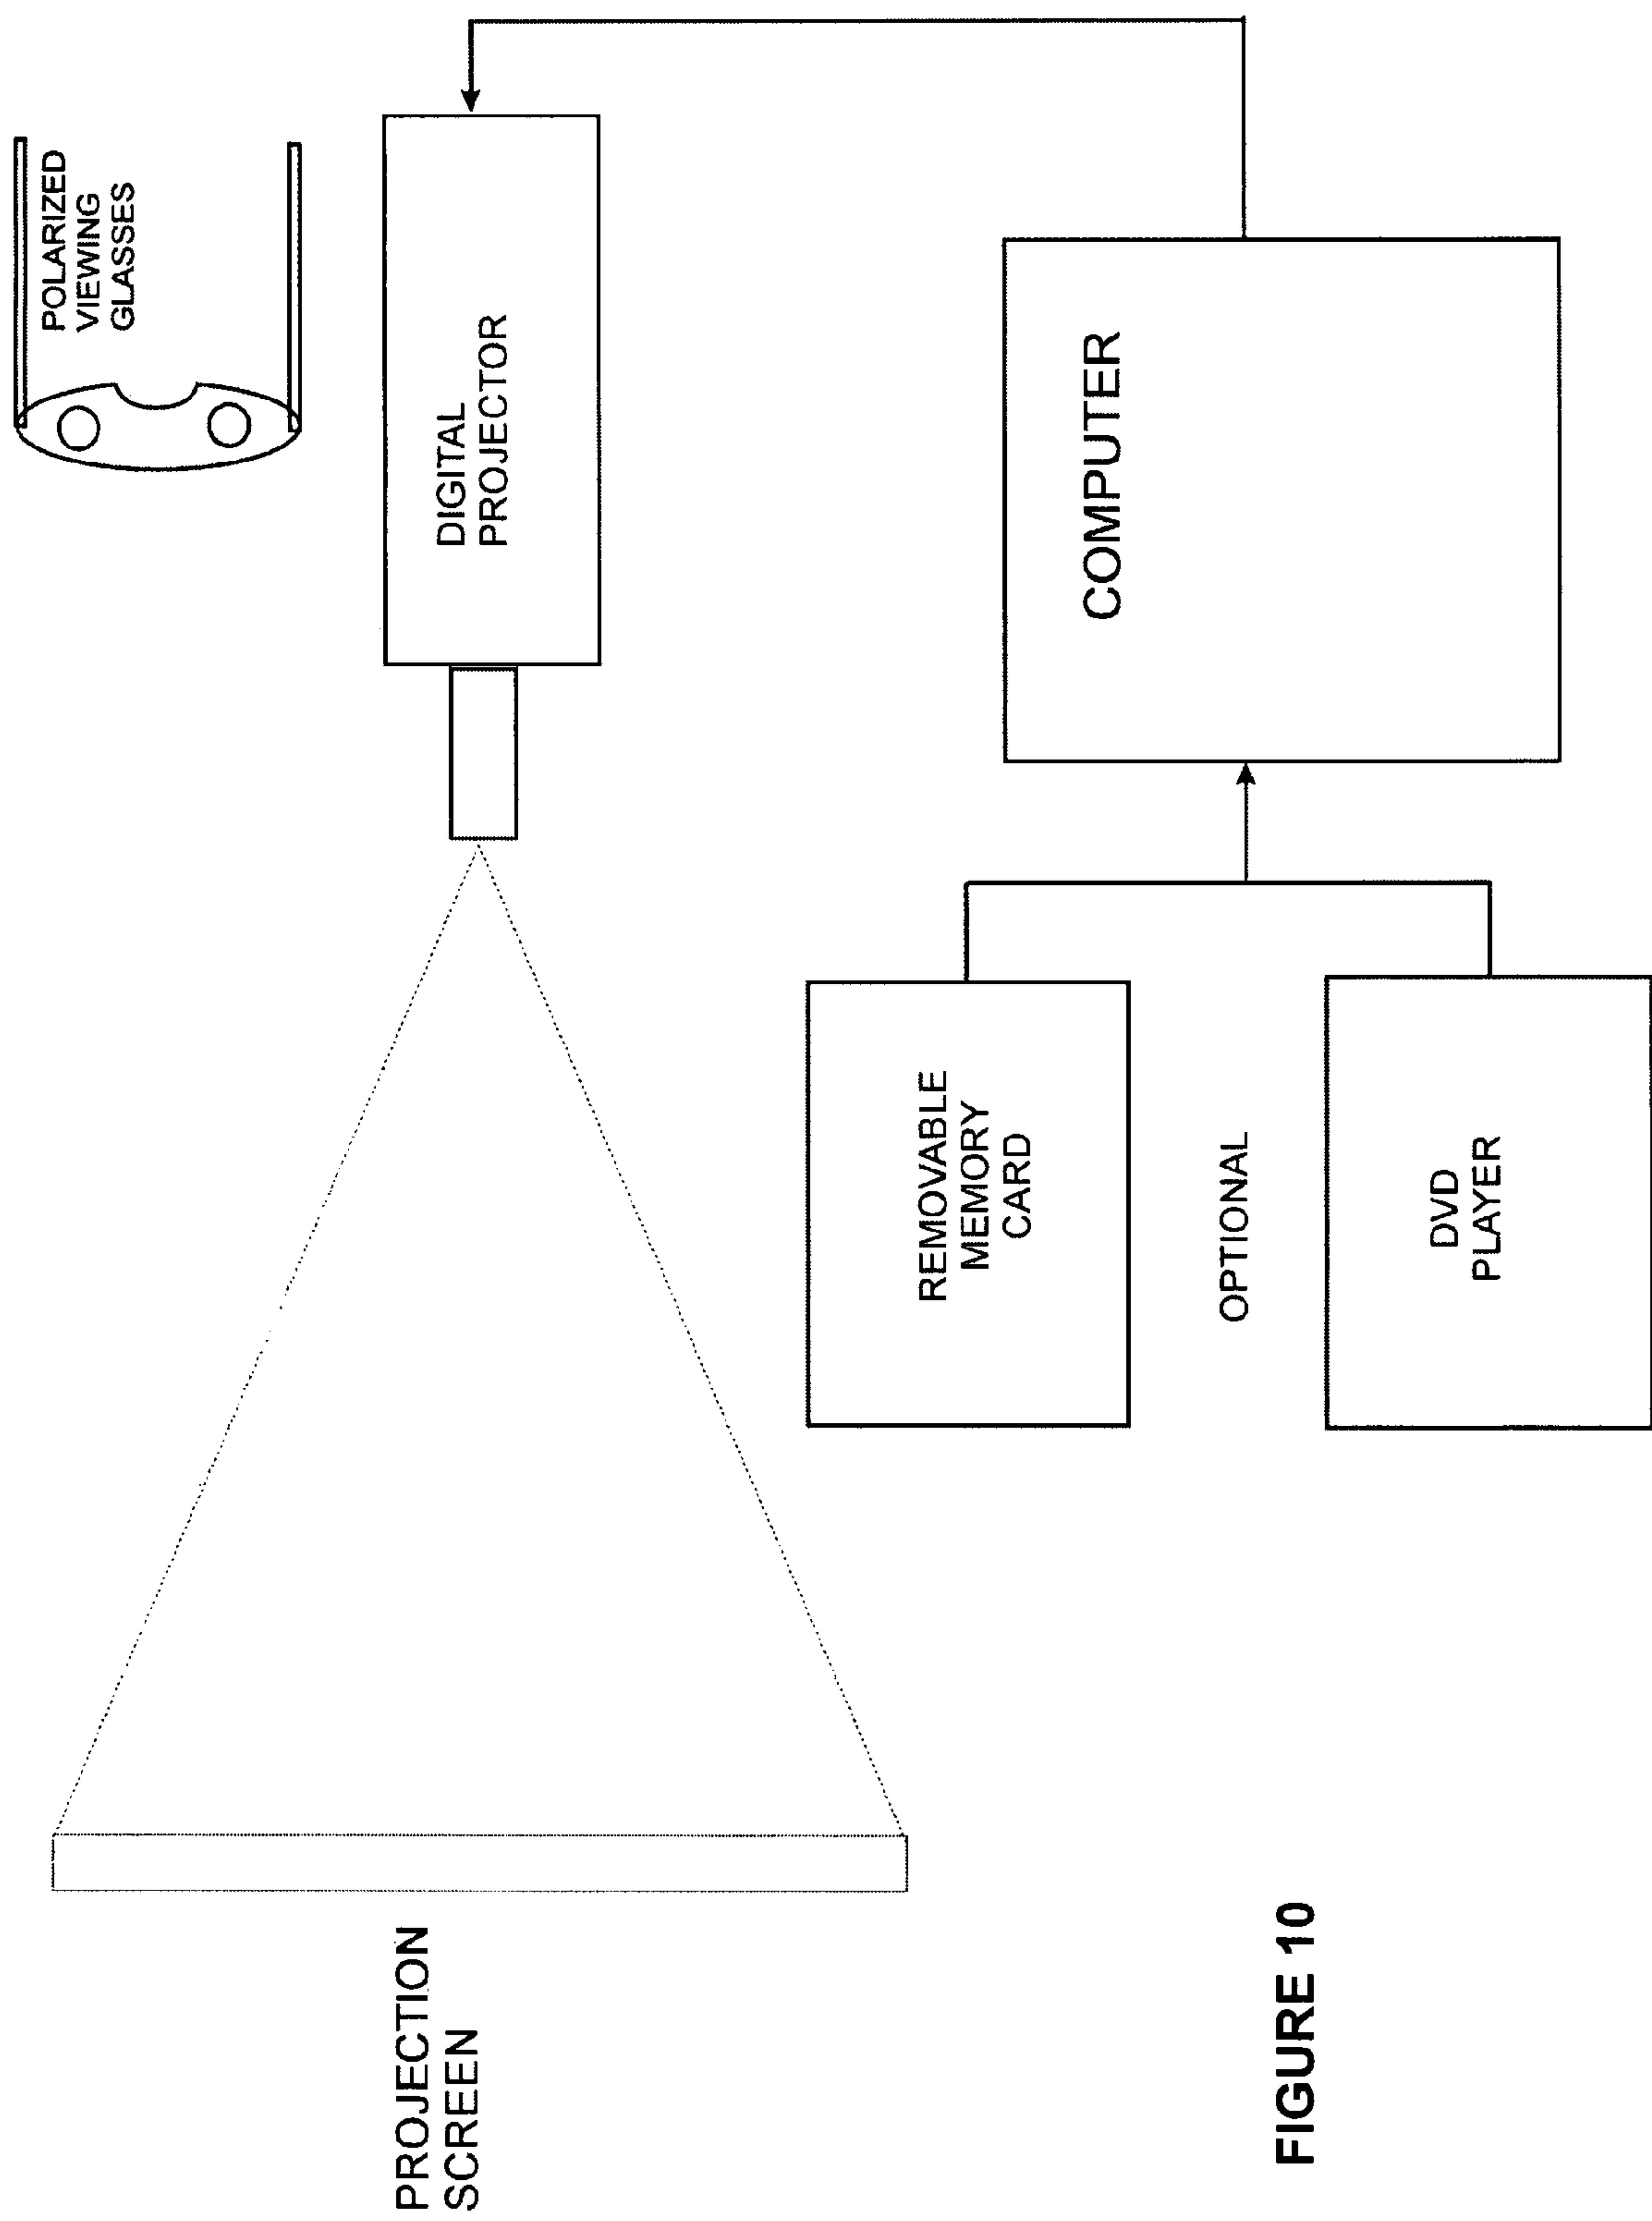 PROJECTION
SCREEN
POLARIZED
VIEWING
GLASSES
DIGITAL
PROJECTOR
COMPUTER
REMOVABLE
MEMORY
CARD
OPTIONAL
DVD
PLAYER
FIGURE 10